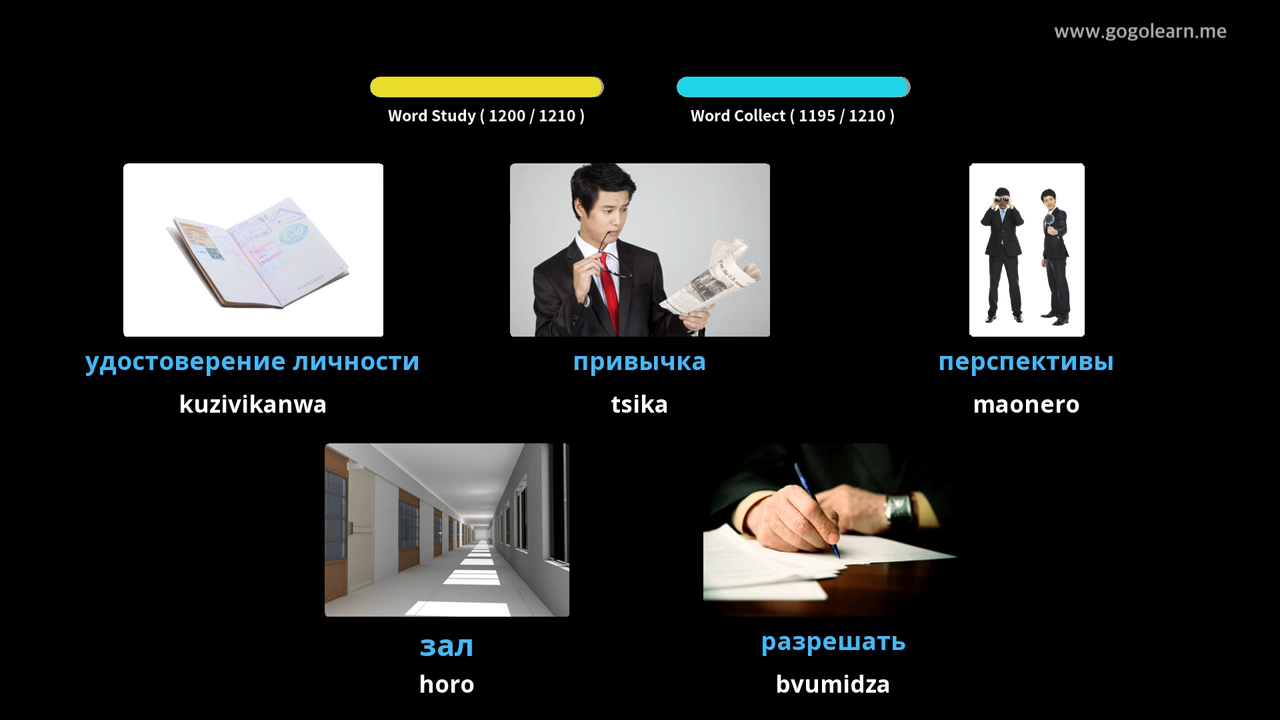 www.gogolearn.me
Word Study ( 1200 / 1210 )
Word Collect ( 1195 / 1210 )
удостоверение личности
kuzivikanwa
привычка
tsika
перспективы
maonero
зал
horo
разрешать
bvumidza